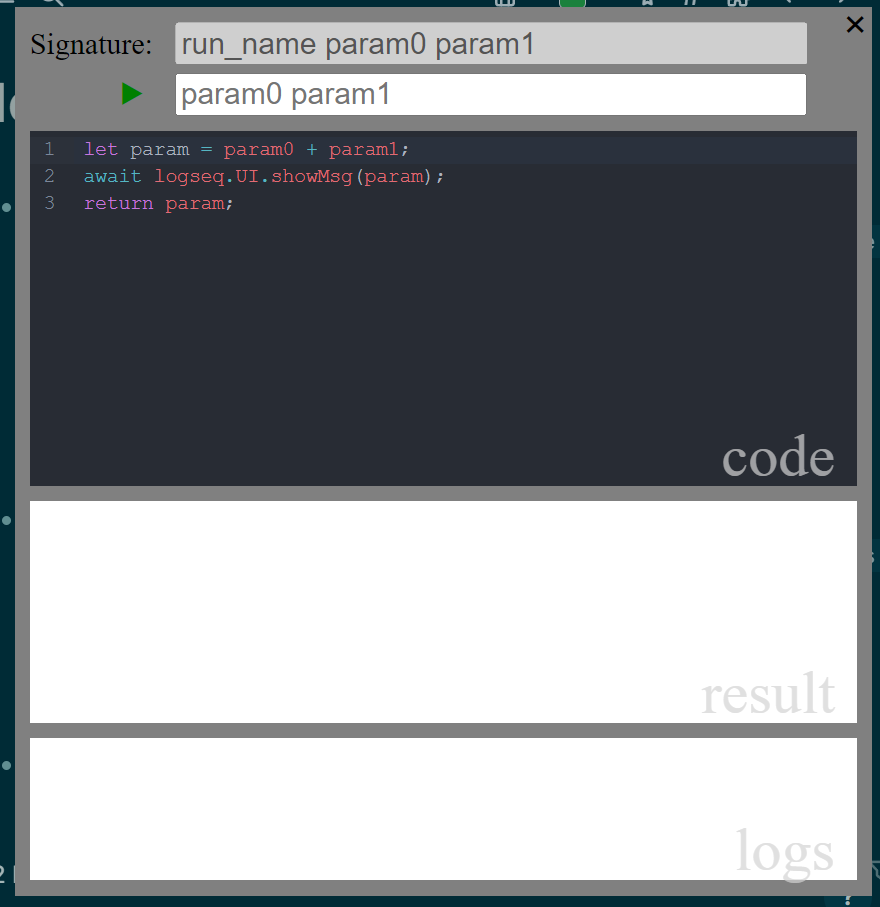 Signature: run_name param0 param1
param0 param1
1 let param = param0 + param1;
2 await logseq.UI.showMsg(param);
3 return param;
code
result
logs